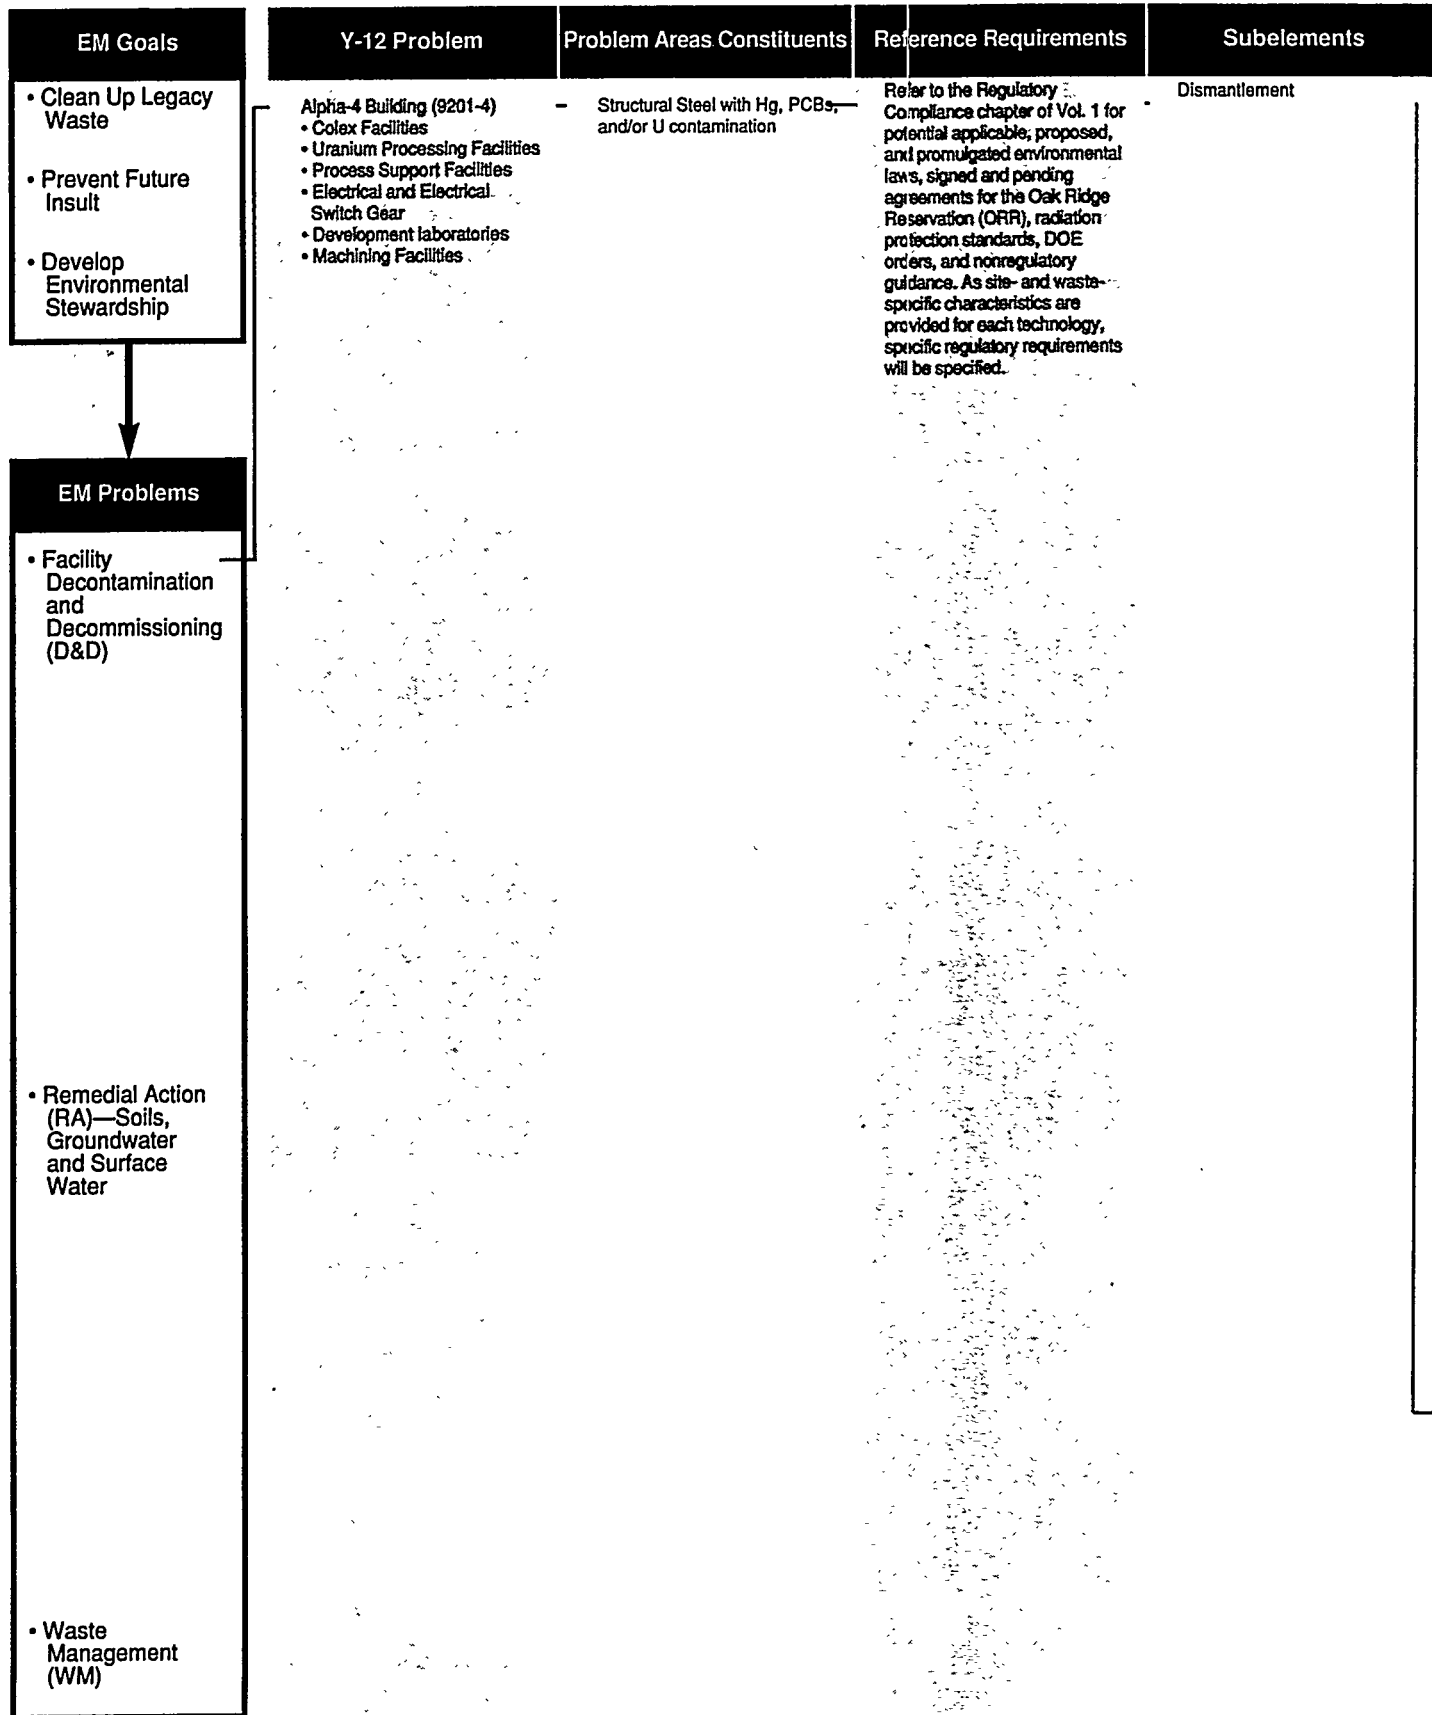 EM Goals
• Clean Up Legacy
Waste
• Prevent Future
Insult
• Develop
Environmental
Stewardship
EM Problems
• Facility
Decontamination
and
Decommissioning
(D&D)
• Remedial Action
(RA)—Soils,
Groundwater
and Surface
Water
• Waste
Management
(WM)
Y-12 Problem
Alpha-4 Building (9201-4)
• Colex Facilities
• Uranium Processing Facilities
• Process Support Facilities
• Electrical and Electrical
Switch Gear
• Development laboratories
• Machining Facilities
Problem Areas Constituents
Structural Steel with Hg, PCBs,
and/or U contamination
Reference Requirements
Refer to the Regulatory
Compliance chapter of Vol. 1 for
potential applicable, proposed,
and promulgated environmental
laws, signed and pending
agreements for the Oak Ridge
Reservation (ORR), radiation
protection standards, DOE
orders, and nonregulatory
guidance. As site- and waste-
specific characteristics are
provided for each technology,
specific regulatory requirements
will be specified.
Subelements
Dismantlement